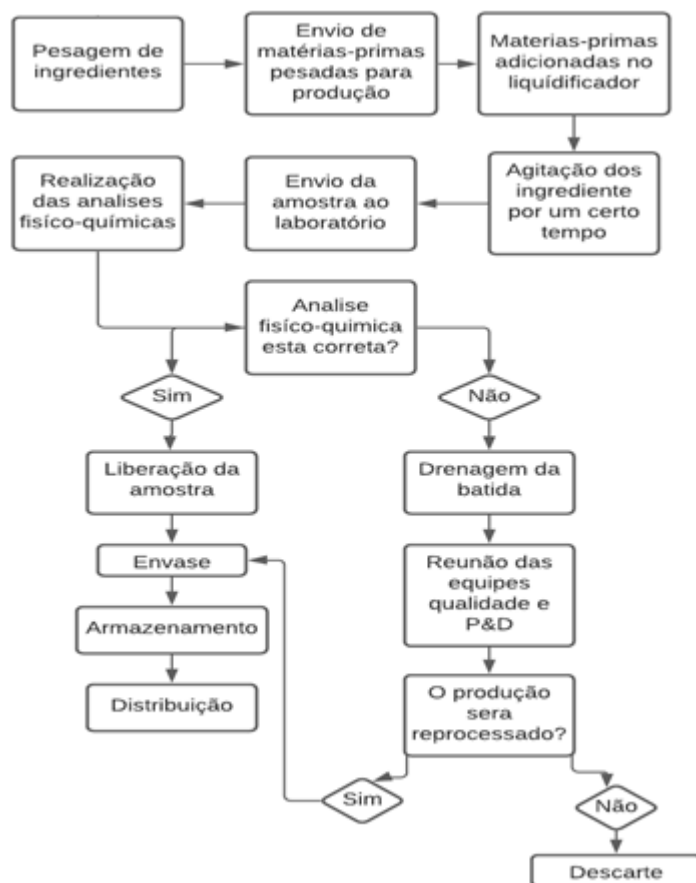 Pesagem de
ingredientes
Envio de
matérias-primas
pesadas para
produção
Materias-primas
adicionadas no
liquídificador
Agitação dos
ingrediente
por um certo
tempo
Envio da
amostra ao
laboratório
Realização
das analises
fisíco-químicas
Analise
fisíco-quimica
esta correta?
Sim
Não
Liberação da
amostra
Drenagem da
batida
Envase
Reunão das
equipes
qualidade e
P&D
Armazenamento
Distribuição
O produção
sera
reprocessado?
Sim
Não
Descarte